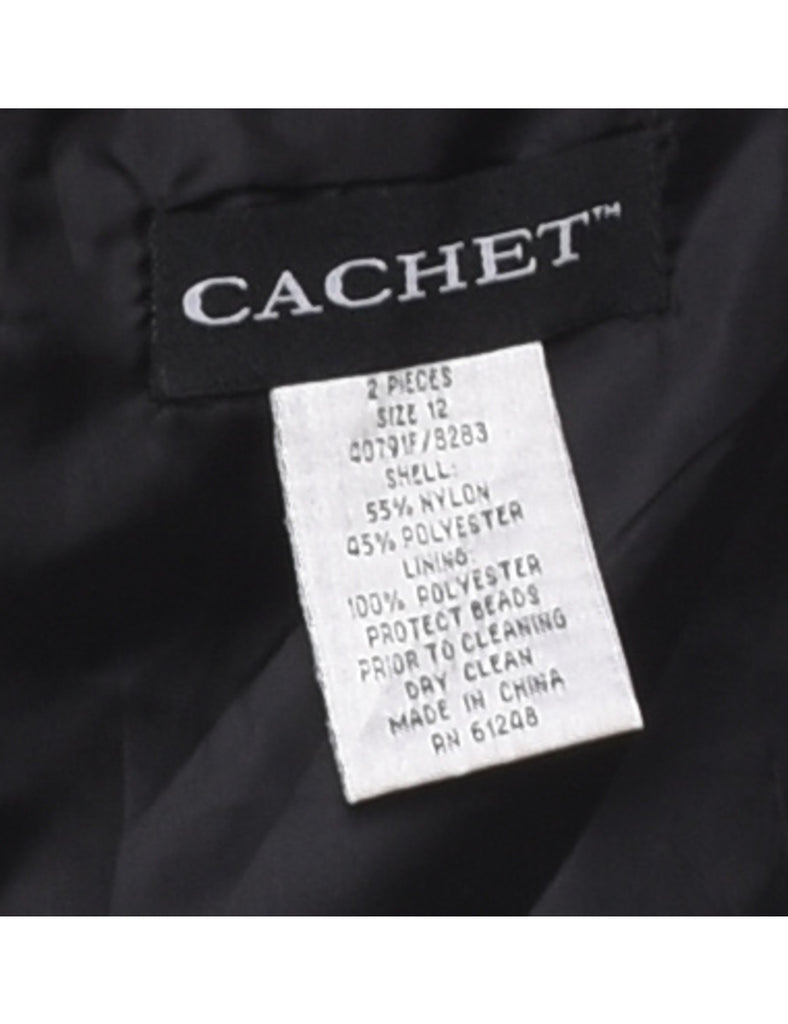 CACHET™
2 PIECES
SIZE 12
40791F/8283
SHELL:
55% NYLON
45% POLYESTER
LINING:
100% POLYESTER
PROTECT BEADS
PRIOR TO CLEANING
DRY CLEAN
MADE IN CHINA
RN 61248